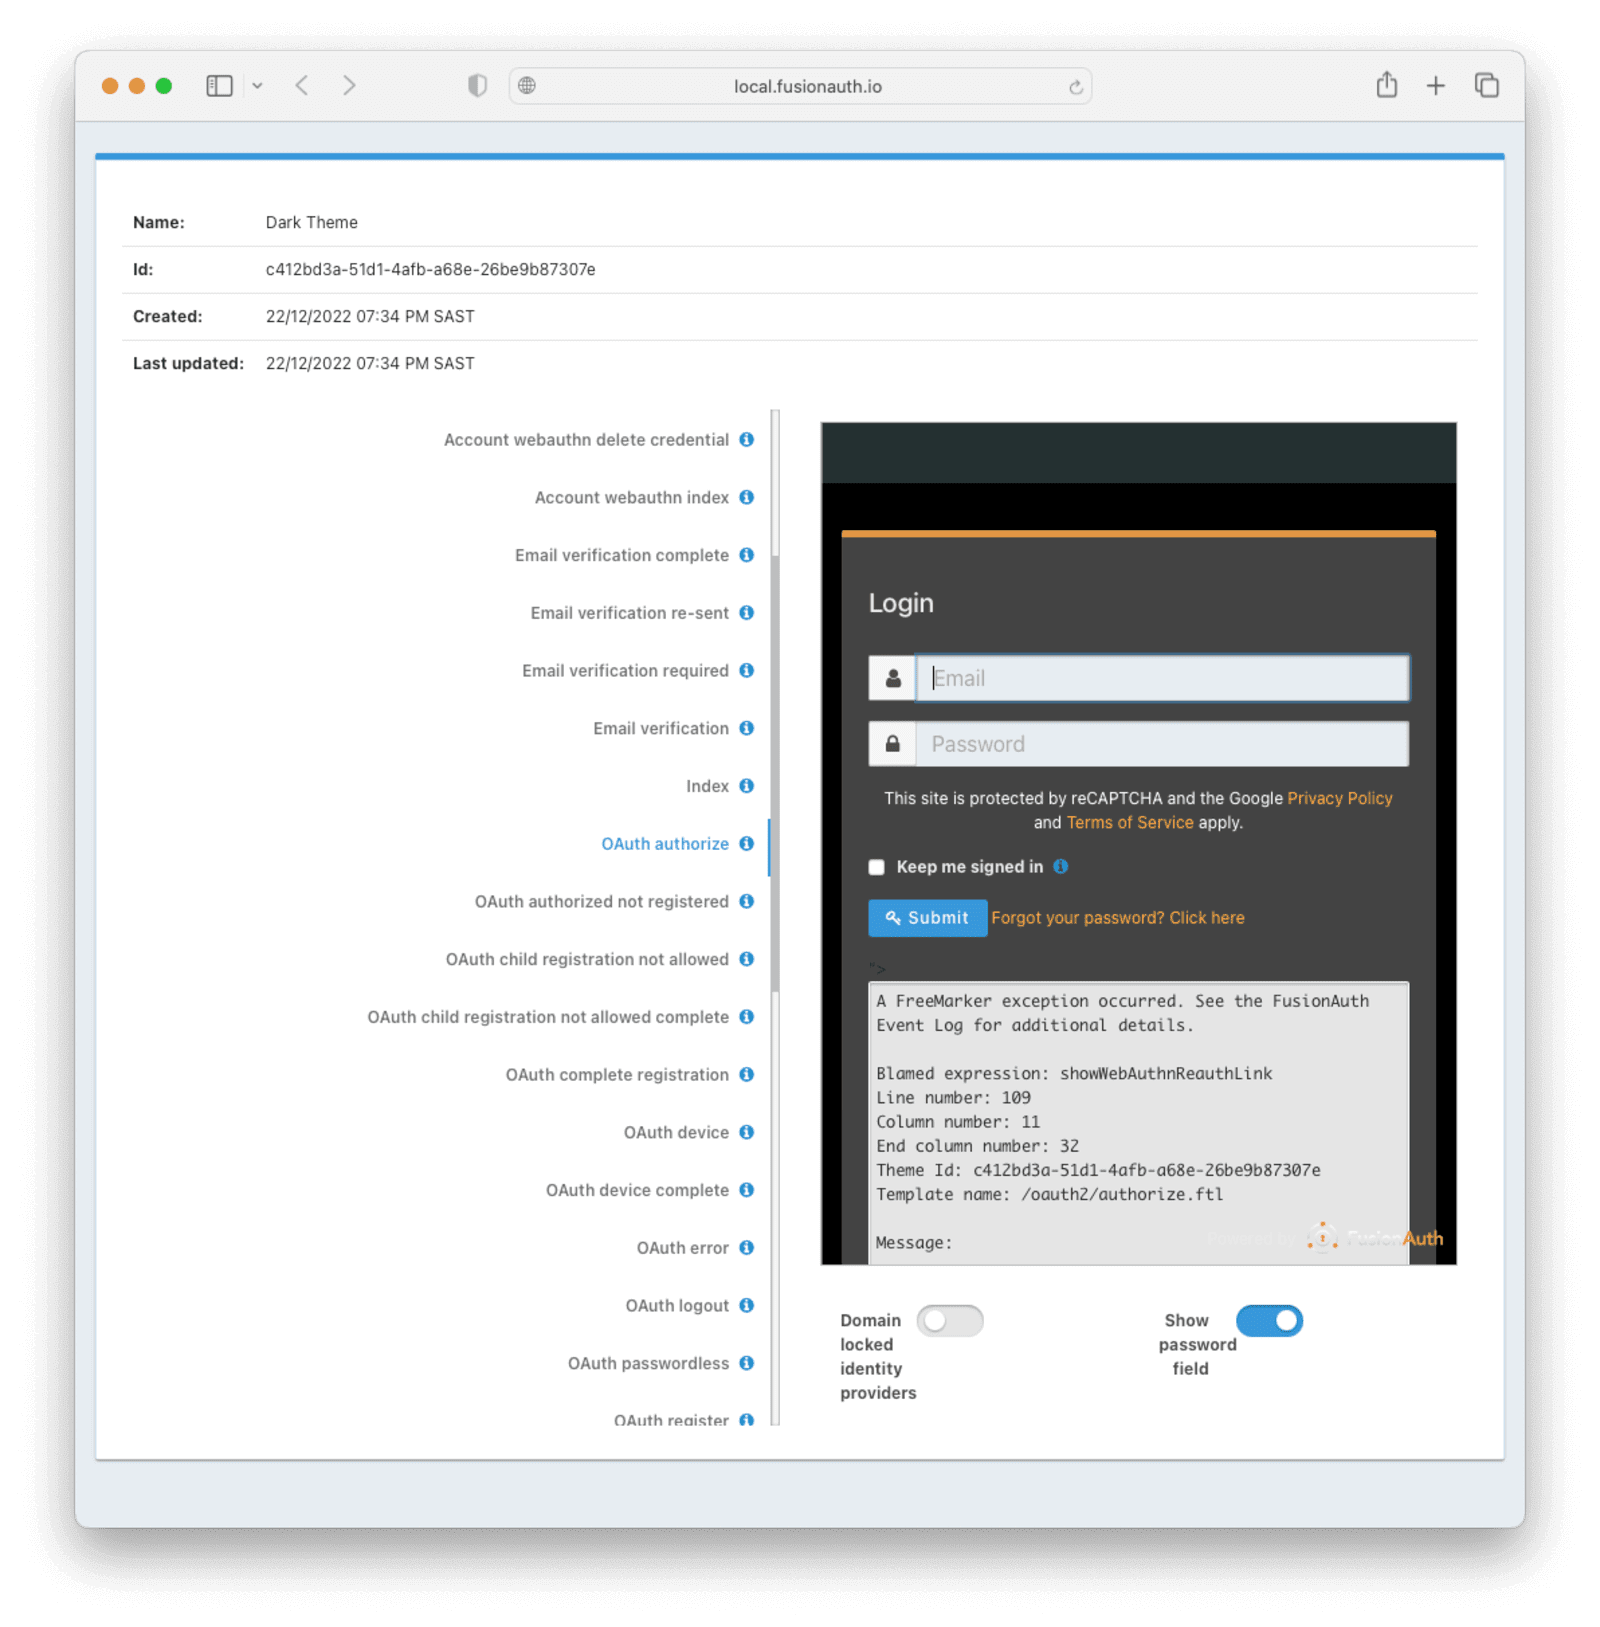 local.fusionauth.io
Name: Dark Theme
Id: c412bd3a-51d1-4afb-a68e-26be9b87307e
Created: 22/12/2022 07:34 PM SAST
Last updated: 22/12/2022 07:34 PM SAST
Account webauthn delete credential
Account webauthn index
Email verification complete
Email verification re-sent
Email verification required
Email verification
Index
OAuth authorize
OAuth authorized not registered
OAuth child registration not allowed
OAuth child registration not allowed complete
OAuth complete registration
OAuth device
OAuth device complete
OAuth error
OAuth logout
OAuth passwordless
OAuth register
Login
Email
Password
This site is protected by reCAPTCHA and the Google Privacy Policy
and Terms of Service apply.
Keep me signed in
Submit Forgot your password? Click here
">
A FreeMarker exception occurred. See the FusionAuth
Event Log for additional details.
Blamed expression: showWebAuthnReauthLink
Line number: 109
Column number: 11
End column number: 32
Theme Id: c412bd3a-51d1-4afb-a68e-26be9b87307e
Template name: /oauth2/authorize.ftl
Powered by FusionAuth
Message:
Domain
locked
identity
providers
Show
password
field